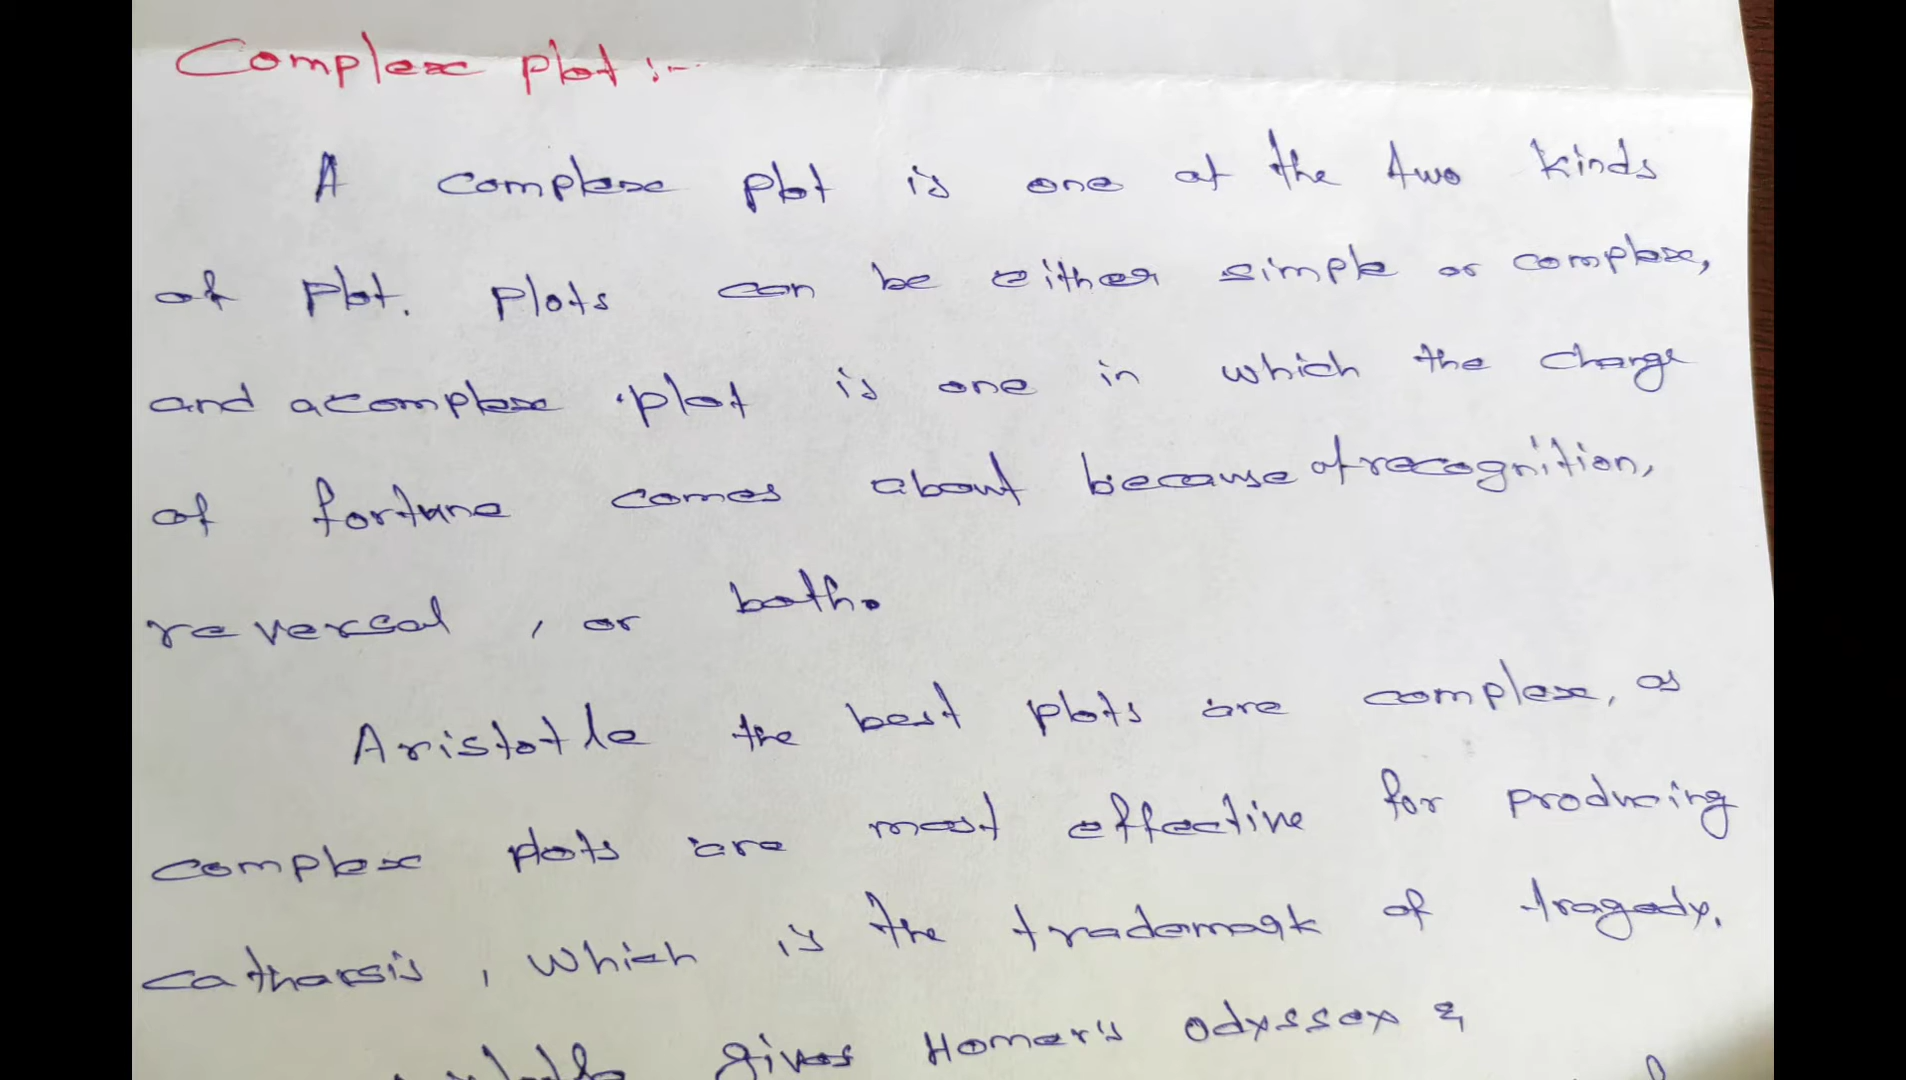 Complex plot :-
A complex plot is one of the two kinds
of plot. Plots can be either simple or complex,
and a complex plot is one in which the change
of fortune comes about because of recognition,
reversal, or both.
Aristotle the best plots are complex, as
complex plots are most effective for producing
catharsis, which is the trademark of tragedy.
gives Homer's odyssey &